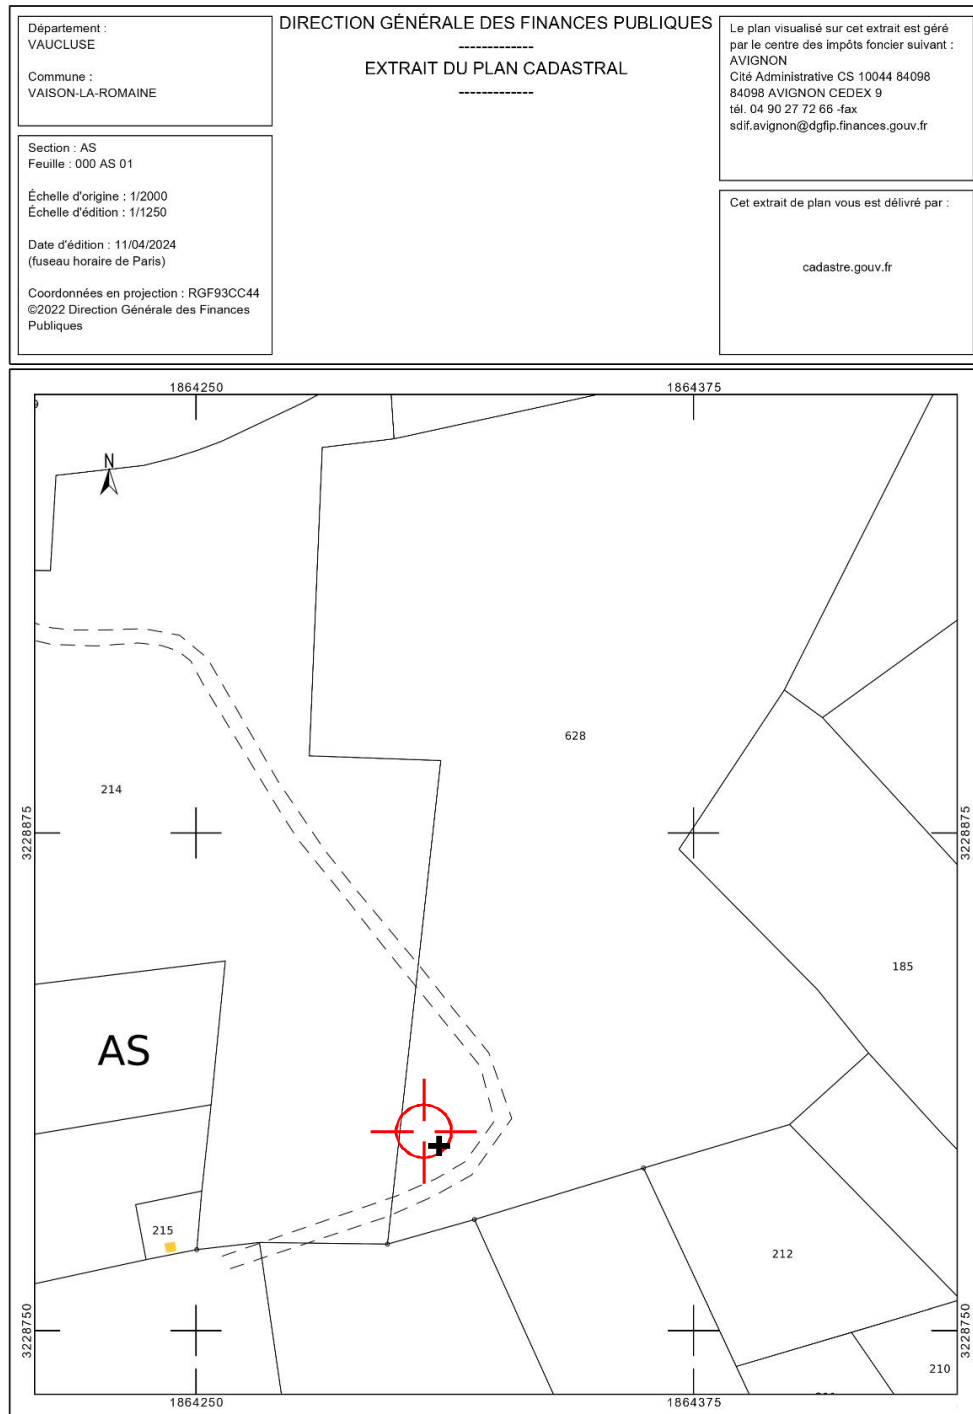 Département :
VAUCLUSE
Commune :
VAISON-LA-ROMAINE
Section : AS
Feuille : 000 AS 01
Échelle d'origine : 1/2000
Échelle d'édition : 1/1250
Date d'édition : 11/04/2024
(fuseau horaire de Paris)
Coordonnées en projection : RGF93CC44
©2022 Direction Générale des Finances
Publiques
DIRECTION GÉNÉRALE DES FINANCES PUBLIQUES
-------------
EXTRAIT DU PLAN CADASTRAL
-------------
Le plan visualisé sur cet extrait est géré
par le centre des impôts foncier suivant :
AVIGNON
Cité Administrative CS 10044 84098
84098 AVIGNON CEDEX 9
tél. 04 90 27 72 66 -fax
sdif.avignon@dgfip.finances.gouv.fr
Cet extrait de plan vous est délivré par :
cadastre.gouv.fr
1864250
1864375
N
628
214
3228875
3228875
185
AS
215
212
3228750
3228750
210
1864250
1864375